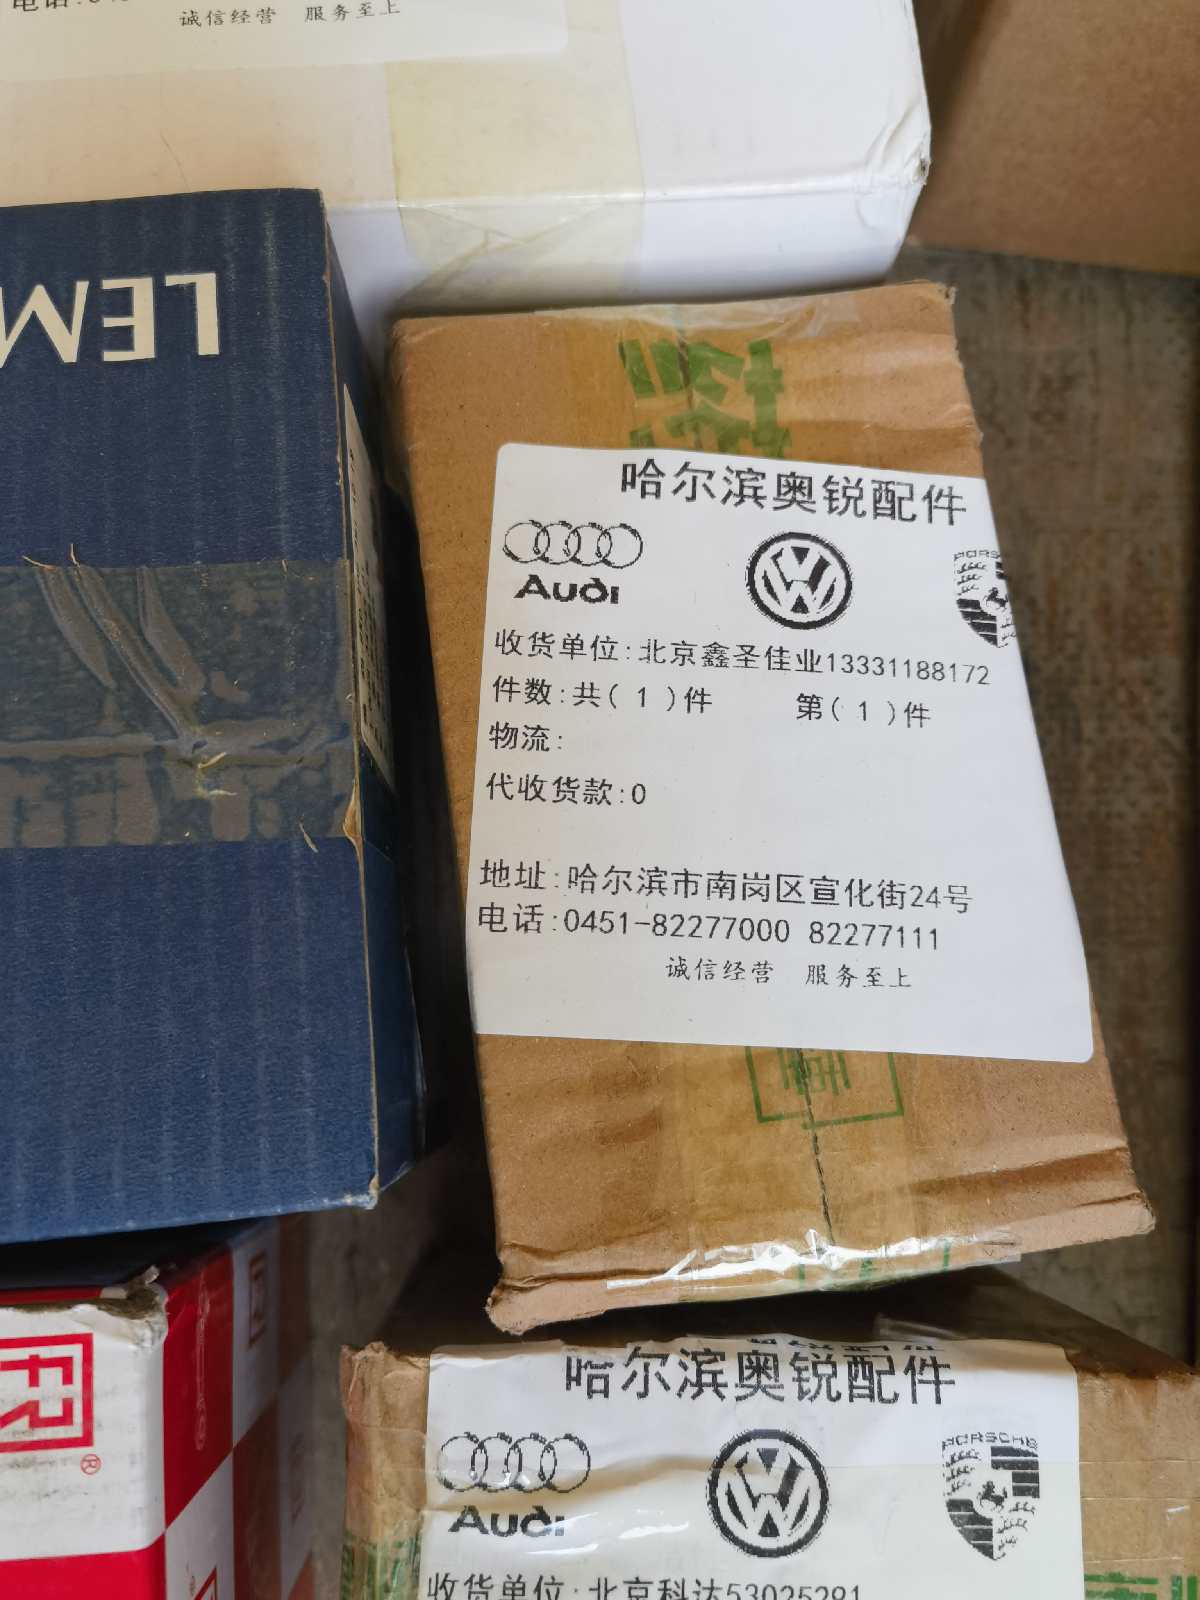 诚信经营 服务至上
LEM
哈尔滨奥锐配件
Audi
PORSC
收货单位:北京鑫圣佳业13331188172
件数:共( 1 )件 第( 1 )件
物流:
代收货款:0
地址:哈尔滨市南岗区宣化街24号
电话:0451-82277000 82277111
诚信经营 服务至上
哈尔滨奥锐配件
Audi
PORSCHE
收货单位:北京科达53025291